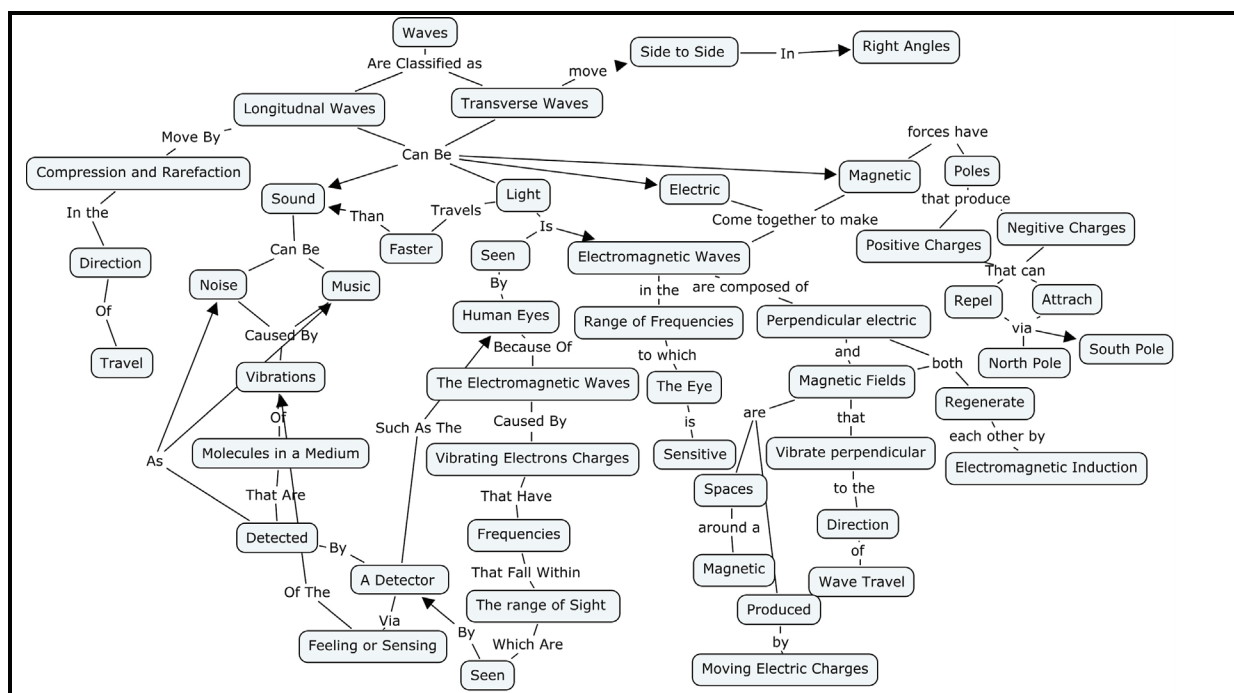 Waves
Are Classified as
Side to Side
In
Right Angles
move
Longitudnal Waves
Transverse Waves
Move By
Can Be
forces have
Compression and Rarefaction
Sound
Light
Electric
Magnetic
Poles
that produce
In the
Than
Travels
Is
Come together to make
Negitive Charges
Faster
Positive Charges
Can Be
Direction
Seen
Electromagnetic Waves
That can
Noise
Music
By
in the
are composed of
Repel
Attrach
Of
Human Eyes
Range of Frequencies
Perpendicular electric
via
Caused By
Because Of
to which
and
both
North Pole
South Pole
Travel
Vibrations
The Electromagnetic Waves
The Eye
Magnetic Fields
Regenerate
Of
Such As The
Caused By
is
are
that
each other by
As
Molecules in a Medium
Vibrating Electrons Charges
Sensitive
Vibrate perpendicular
Electromagnetic Induction
That Are
That Have
Spaces
to the
Detected
By
Frequencies
around a
Direction
That Fall Within
of
A Detector
Magnetic
Wave Travel
Of The
The range of Sight
Produced
Via
By
Which Are
by
Feeling or Sensing
Seen
Moving Electric Charges